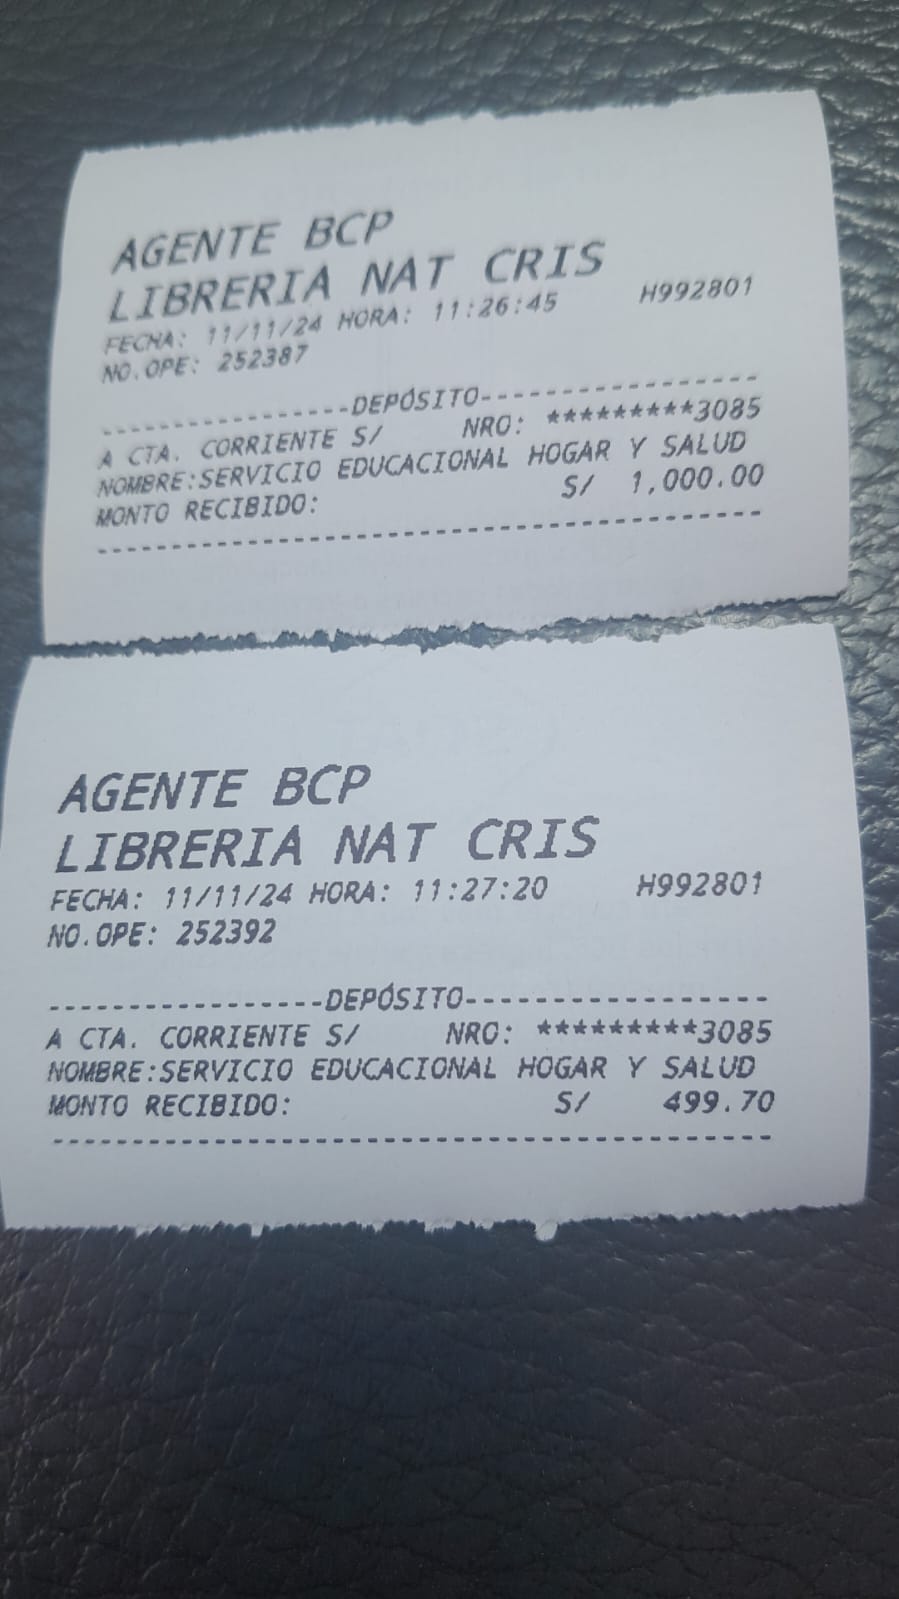 AGENTE BCP
LIBRERIA NAT CRIS
FECHA: 11/11/24 HORA: 11:26:45 H992801
NO.OPE: 252387
-----------------DEPÓSITO------------------
A CTA. CORRIENTE S/ NRO: *********3085
NOMBRE:SERVICIO EDUCACIONAL HOGAR Y SALUD
MONTO RECIBIDO: S/ 1,000.00
-------------------------------------------
AGENTE BCP
LIBRERIA NAT CRIS
FECHA: 11/11/24 HORA: 11:27:20 H992801
NO.OPE: 252392
-----------------DEPÓSITO------------------
A CTA. CORRIENTE S/ NRO: *********3085
NOMBRE:SERVICIO EDUCACIONAL HOGAR Y SALUD
MONTO RECIBIDO: S/ 499.70
-------------------------------------------